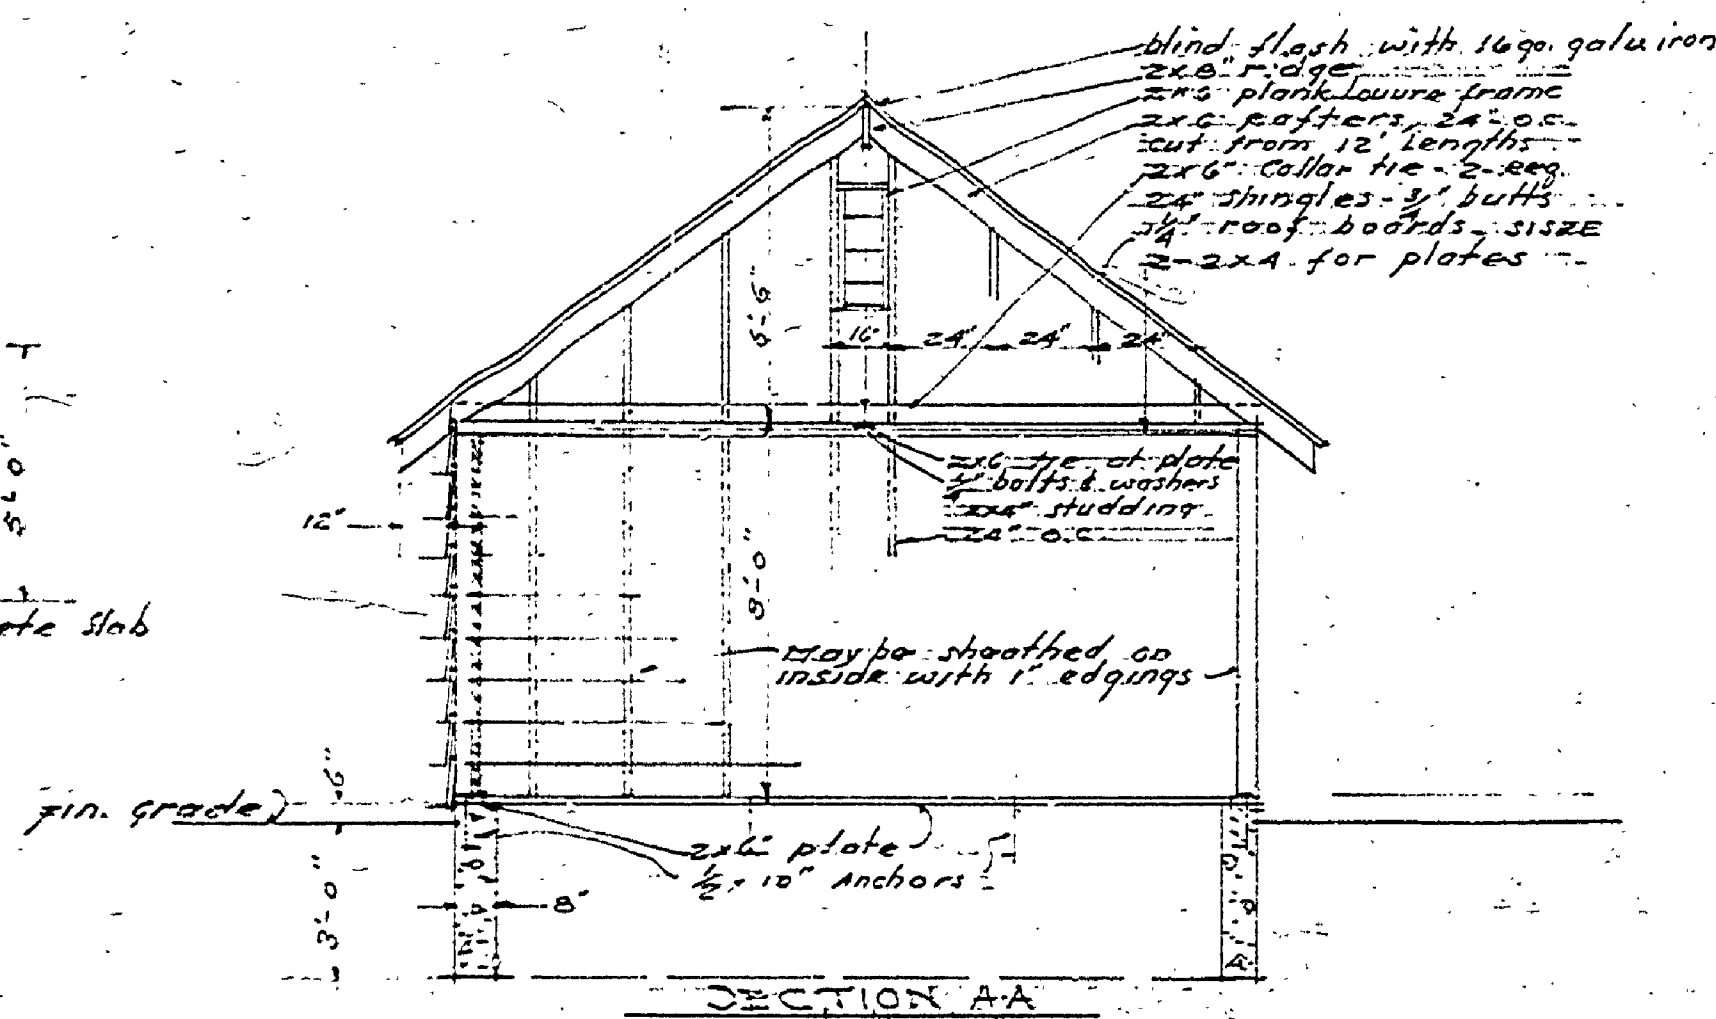 blind flash with 16 ga. galv iron
2x8" ridge
2x6 plank louvre frame
2x6 rafters, 24" o.c.
cut from 12' lengths
2x6" Collar tie - 2 req.
24" shingles - 3/4" butts
1/4" roof boards - S1S2E
2-2x4 for plates
5'-6"
16"
24"
24"
24"
5'-0"
2x6 tie at plate
bolts & washers
2x4" studding
24" o.c.
12"
8'-0"
slab
May be sheathed on
inside with 1" edgings
6"
Fin. grade
2x6" plate
1/2 x 10" Anchors
8"
3'-0"
SECTION A-A